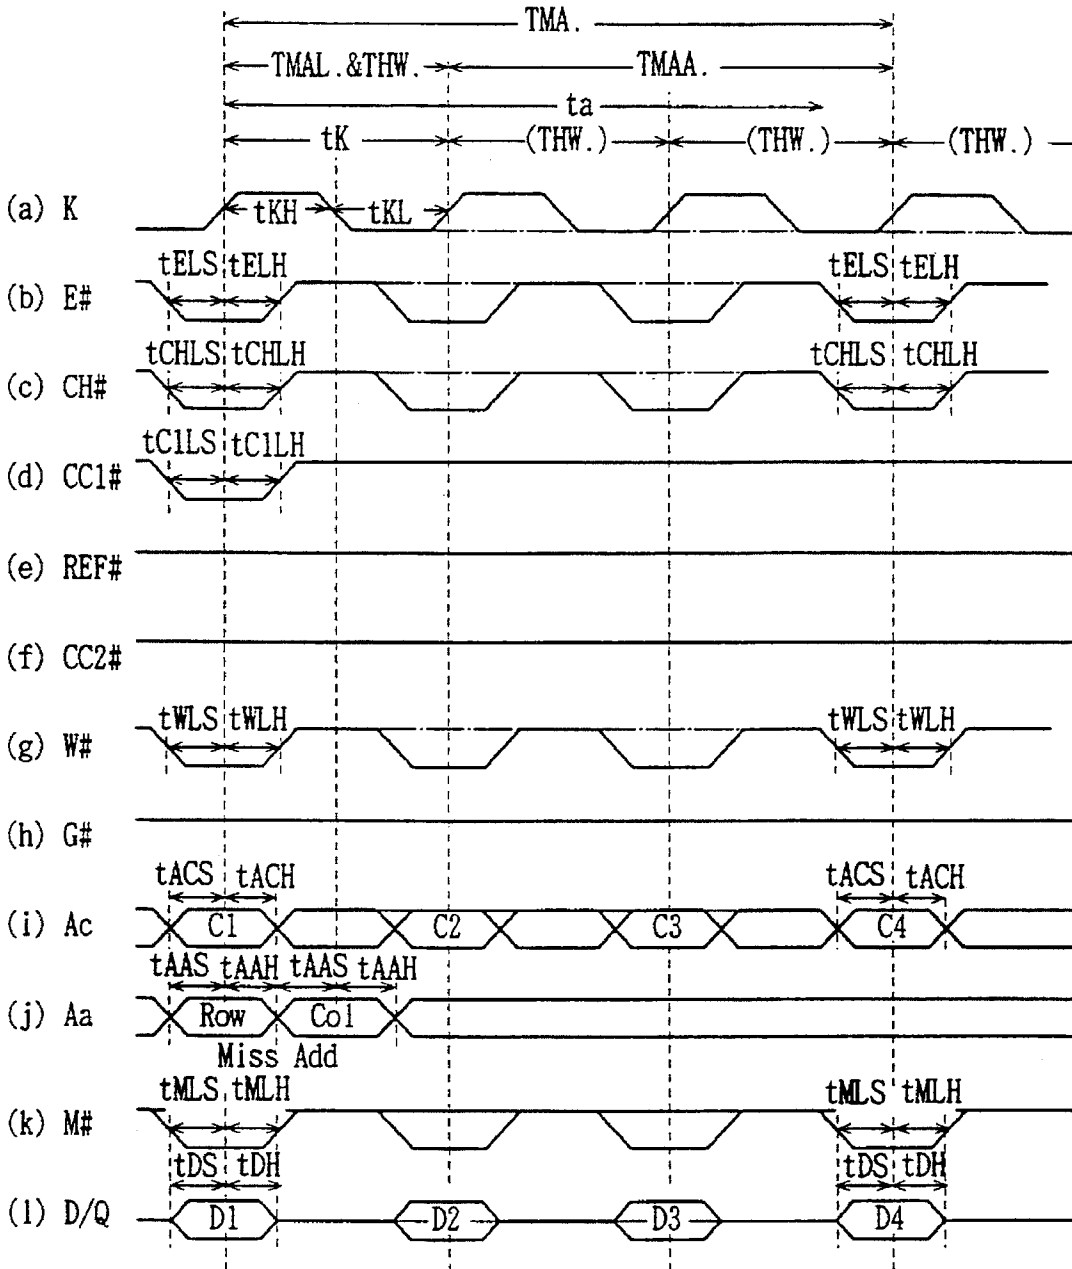 TMA.
TMAL.&THW. TMAA.
ta
tK (THW.) (THW.) (THW.)
(a) K tKH tKL
tELS tELH tELS tELH
(b) E#
tCHLS tCHLH tCHLS tCHLH
(c) CH#
tC1LS tC1LH
(d) CC1#
(e) REF#
(f) CC2#
tWLS tWLH tWLS tWLH
(g) W#
(h) G#
tACS tACH tACS tACH
(i) Ac C1 C2 C3 C4
tAAS tAAH tAAS tAAH
(j) Aa Row Col
Miss Add
tMLS tMLH tMLS tMLH
(k) M#
tDS tDH tDS tDH
(l) D/Q D1 D2 D3 D4